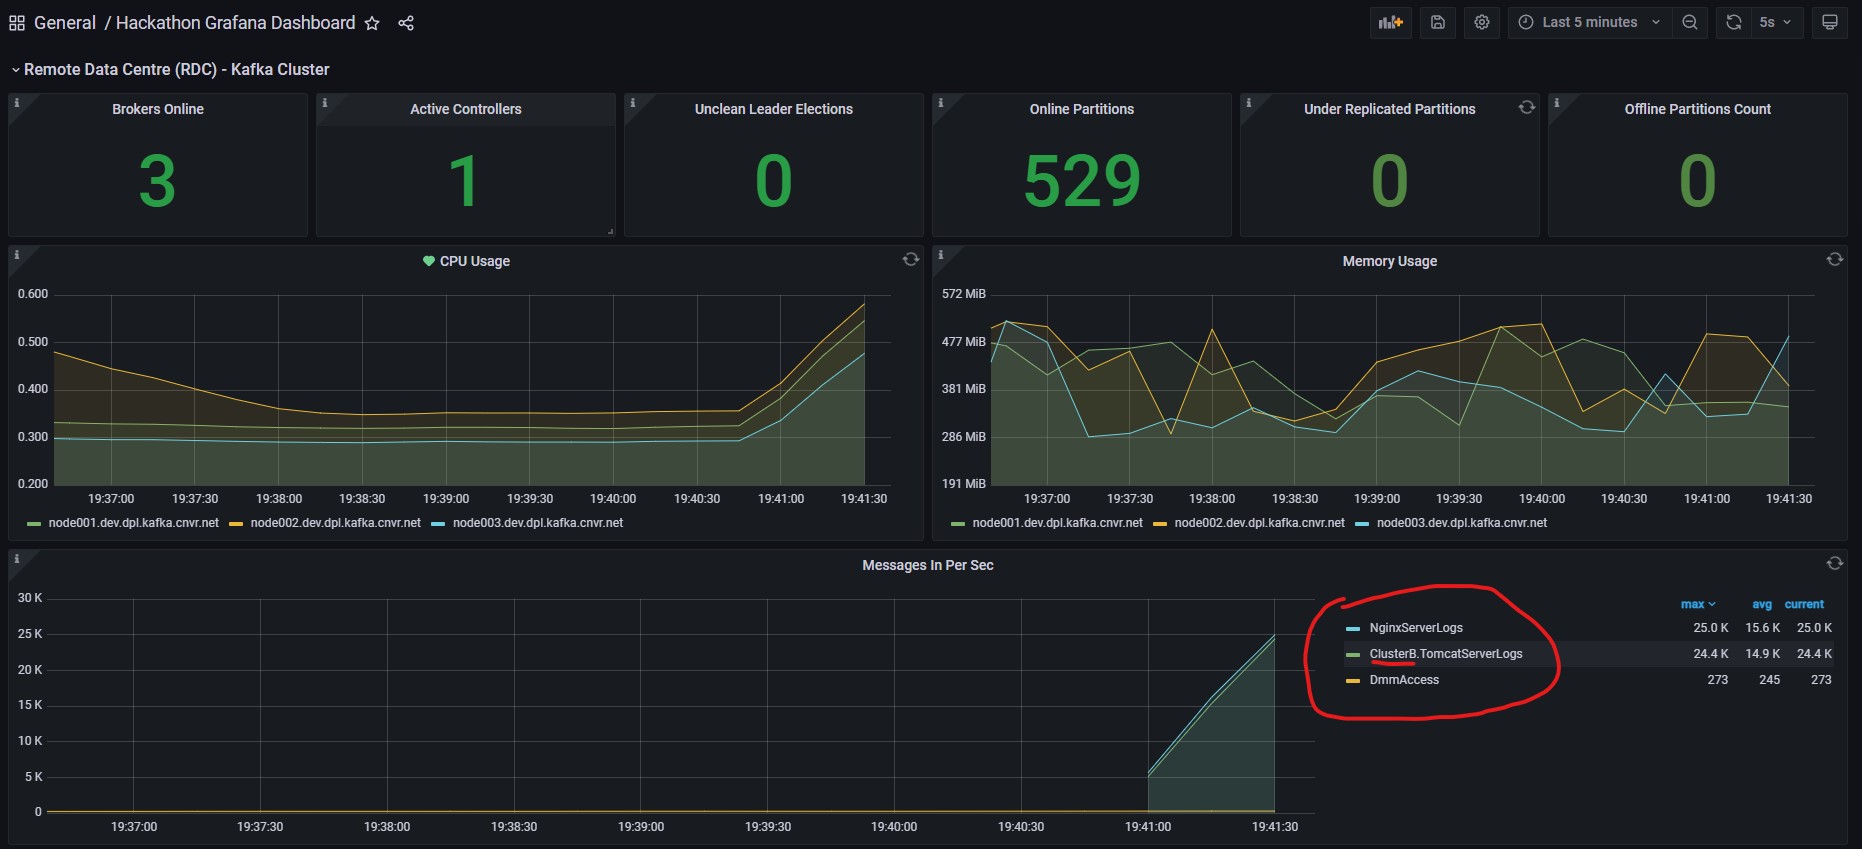 General / Hackathon Grafana Dashboard
Last 5 minutes
5s
Remote Data Centre (RDC) - Kafka Cluster
Brokers Online
3
Active Controllers
1
Unclean Leader Elections
0
Online Partitions
529
Under Replicated Partitions
0
Offline Partitions Count
0
CPU Usage
0.600
0.500
0.400
0.300
0.200
19:37:00 19:37:30 19:38:00 19:38:30 19:39:00 19:39:30 19:40:00 19:40:30 19:41:00 19:41:30
node001.dev.dpl.kafka.cnvr.net node002.dev.dpl.kafka.cnvr.net node003.dev.dpl.kafka.cnvr.net
Memory Usage
572 MiB
477 MiB
381 MiB
286 MiB
191 MiB
19:37:00 19:37:30 19:38:00 19:38:30 19:39:00 19:39:30 19:40:00 19:40:30 19:41:00 19:41:30
node001.dev.dpl.kafka.cnvr.net node002.dev.dpl.kafka.cnvr.net node003.dev.dpl.kafka.cnvr.net
Messages In Per Sec
30 K
25 K
20 K
15 K
10 K
5 K
0
19:37:00 19:37:30 19:38:00 19:38:30 19:39:00 19:39:30 19:40:00 19:40:30 19:41:00 19:41:30
max avg current
NginxServerLogs 25.0 K 15.6 K 25.0 K
ClusterB.TomcatServerLogs 24.4 K 14.9 K 24.4 K
DmmAccess 273 245 273